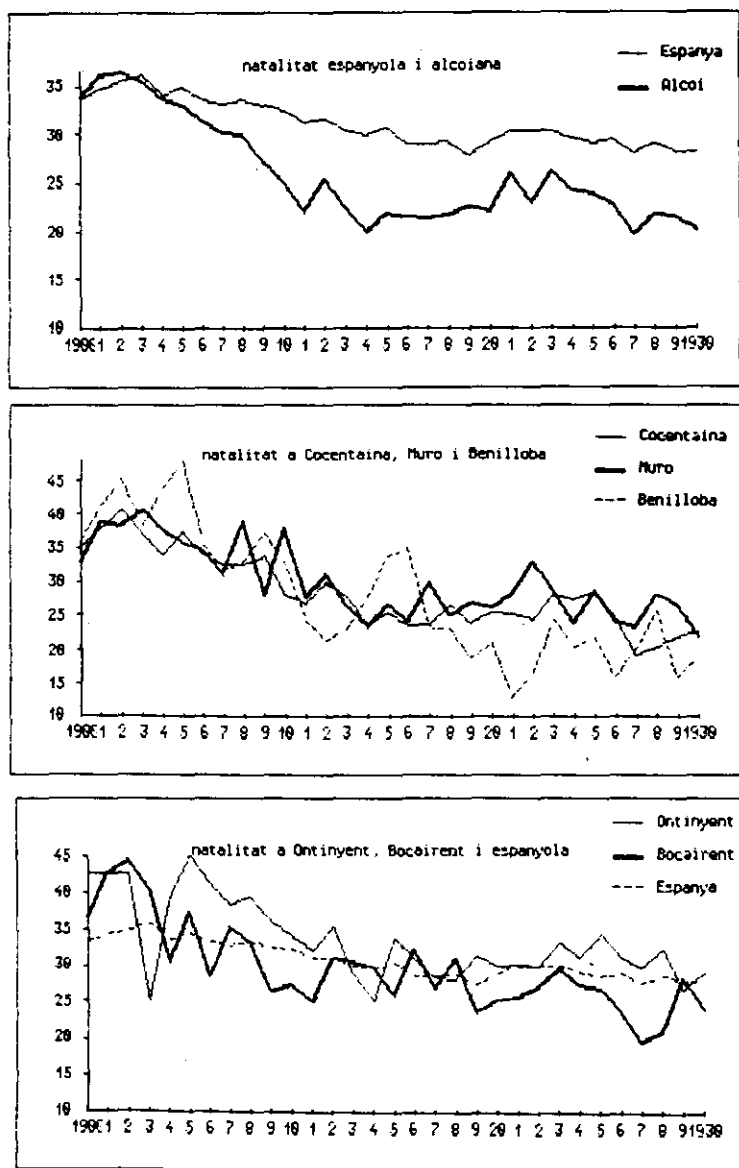 natalitat espanyola i alcoiana
Espanya
Alcoi
35
30
25
20
15
10
1900 1 2 3 4 5 6 7 8 9 10 1 2 3 4 5 6 7 8 9 20 1 2 3 4 5 6 7 8 9 1930
natalitat a Cocentaina, Muro i Benilloba
Cocentaina
Muro
Benilloba
45
40
35
30
25
20
15
10
1900 1 2 3 4 5 6 7 8 9 10 1 2 3 4 5 6 7 8 9 20 1 2 3 4 5 6 7 8 9 1930
natalitat a Ontinyent, Bocairent i espanyola
Ontinyent
Bocairent
Espanya
45
40
35
30
25
20
15
10
1900 1 2 3 4 5 6 7 8 9 10 1 2 3 4 5 6 7 8 9 20 1 2 3 4 5 6 7 8 9 1930